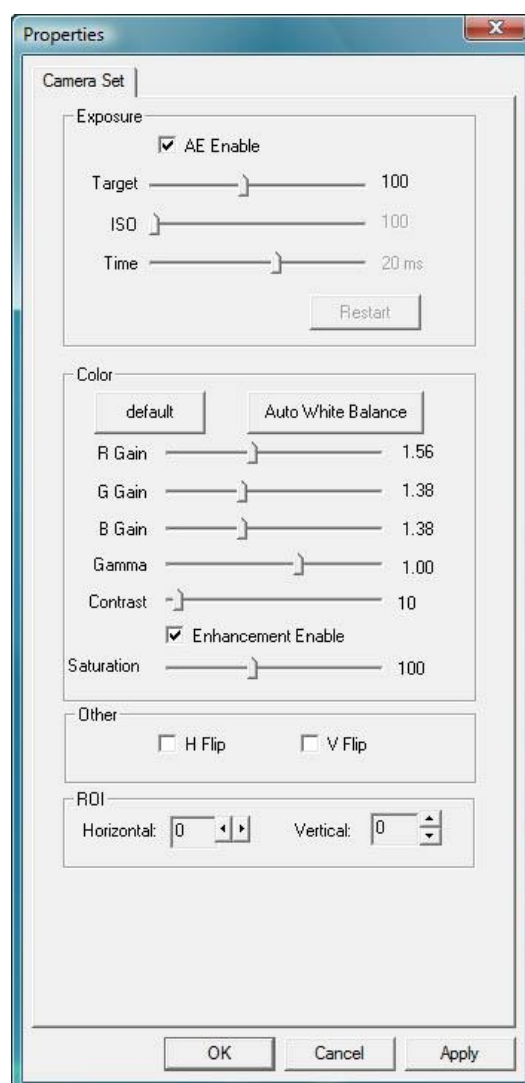 Properties
Camera Set
Exposure
AE Enable
Target 100
ISO 100
Time 20 ms
Restart
Color
default Auto White Balance
R Gain 1.56
G Gain 1.38
B Gain 1.38
Gamma 1.00
Contrast 10
Enhancement Enable
Saturation 100
Other
H Flip V Flip
ROI
Horizontal: 0 Vertical: 0
OK Cancel Apply